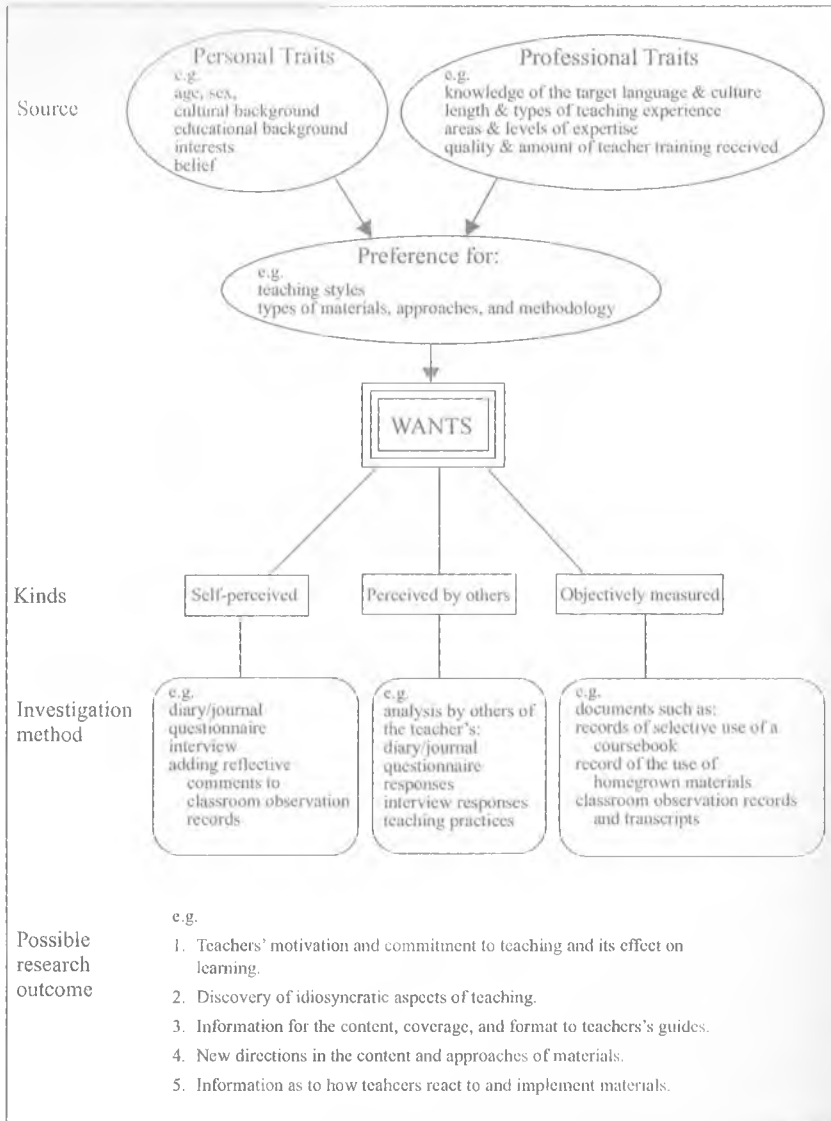 Source
Personal Traits
e.g.
age, sex,
cultural background
educational background
interests
belief
Professional Traits
e.g.
knowledge of the target language & culture
length & types of teaching experience
areas & levels of expertise
quality & amount of teacher training received
Preference for:
e.g.
teaching styles
types of materials, approaches, and methodology
WANTS
Kinds
Self-perceived
Perceived by others
Objectively measured
Investigation
method
e.g.
diary/journal
questionnaire
interview
adding reflective
comments to
classroom observation
records
e.g.
analysis by others of
the teacher's:
diary/journal
questionnaire
responses
interview responses
teaching practices
e.g.
documents such as:
records of selective use of a
coursebook
record of the use of
homegrown materials
classroom observation records
and transcripts
Possible
research
outcome
e.g.
1. Teachers' motivation and commitment to teaching and its effect on
learning.
2. Discovery of idiosyncratic aspects of teaching.
3. Information for the content, coverage, and format to teachers's guides.
4. New directions in the content and approaches of materials.
5. Information as to how teahcers react to and implement materials.